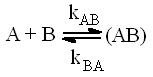 k_AB
A + B ⇌ (AB)
k_BA